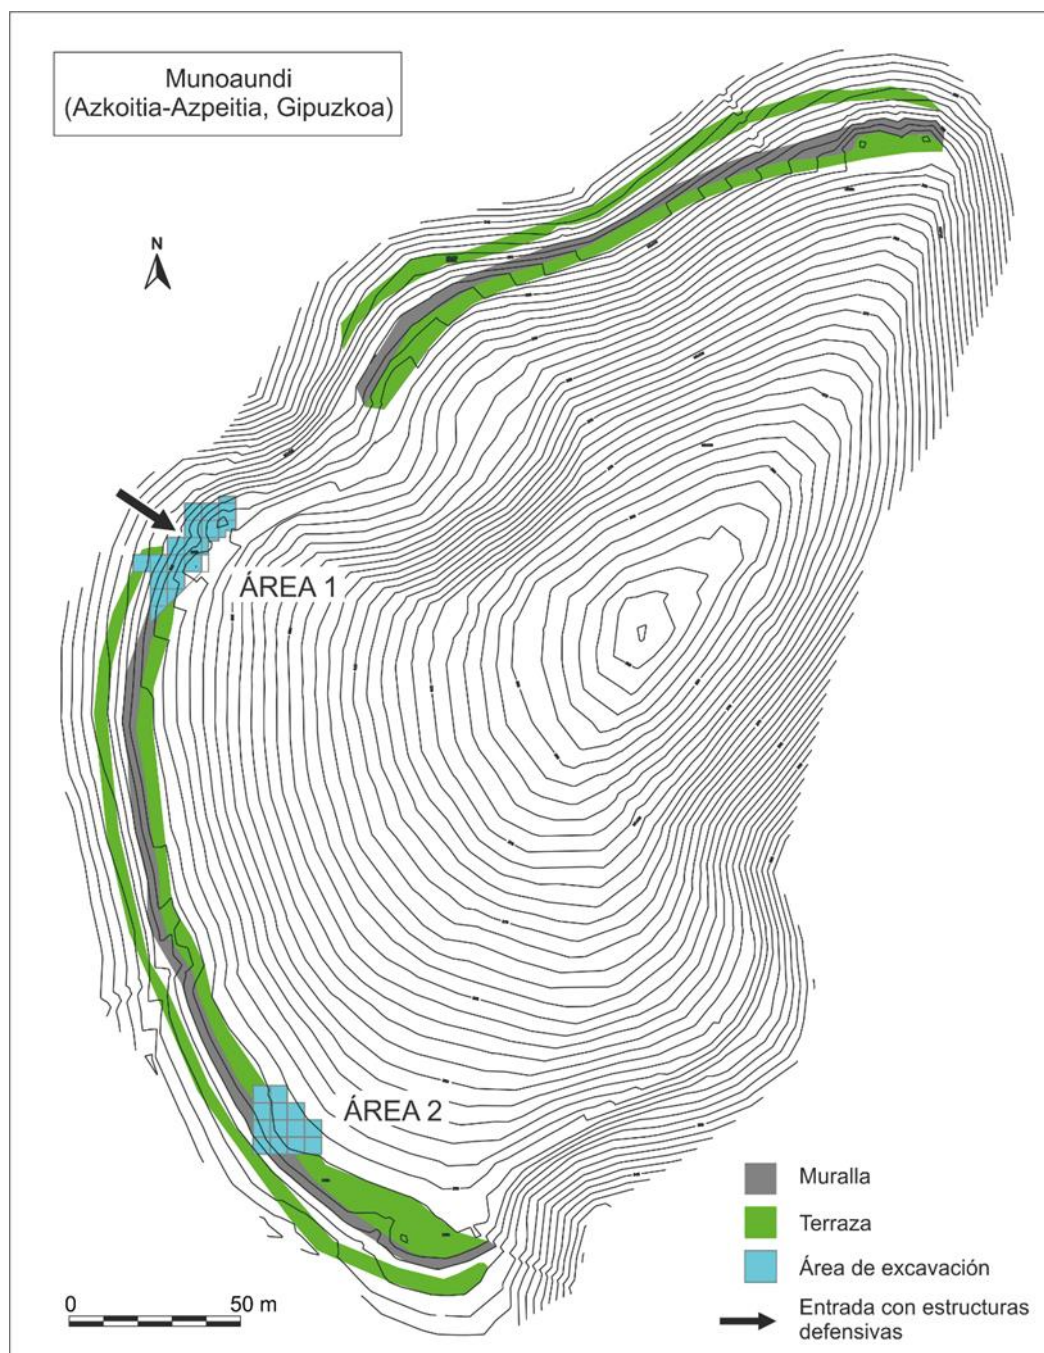 Munoaundi
(Azkoitia-Azpeitia, Gipuzkoa)
N
ÁREA 1
ÁREA 2
Muralla
Terraza
Área de excavación
Entrada con estructuras
defensivas
0 50 m